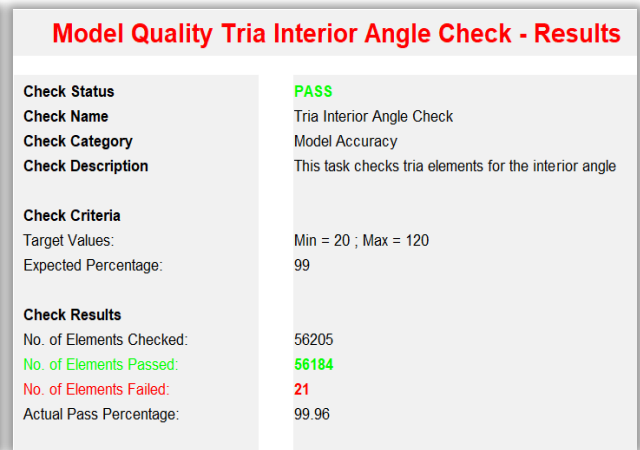 Model Quality Tria Interior Angle Check - Results
Check Status PASS
Check Name Tria Interior Angle Check
Check Category Model Accuracy
Check Description This task checks tria elements for the interior angle
Check Criteria
Target Values: Min = 20 ; Max = 120
Expected Percentage: 99
Check Results
No. of Elements Checked: 56205
No. of Elements Passed: 56184
No. of Elements Failed: 21
Actual Pass Percentage: 99.96